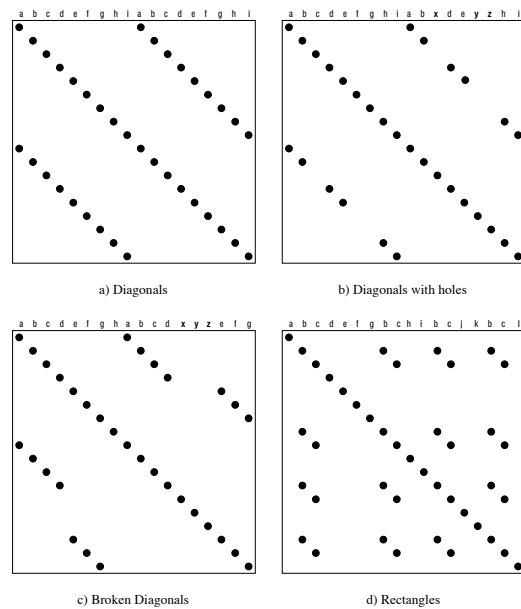 a b c d e f g h i a b c d e f g h i
a b c d e f g h i a b x d e y z h i
a) Diagonals
b) Diagonals with holes
a b c d e f g h a b c d x y z e f g
a b c d e f g b c h i b c j k b c l
c) Broken Diagonals
d) Rectangles